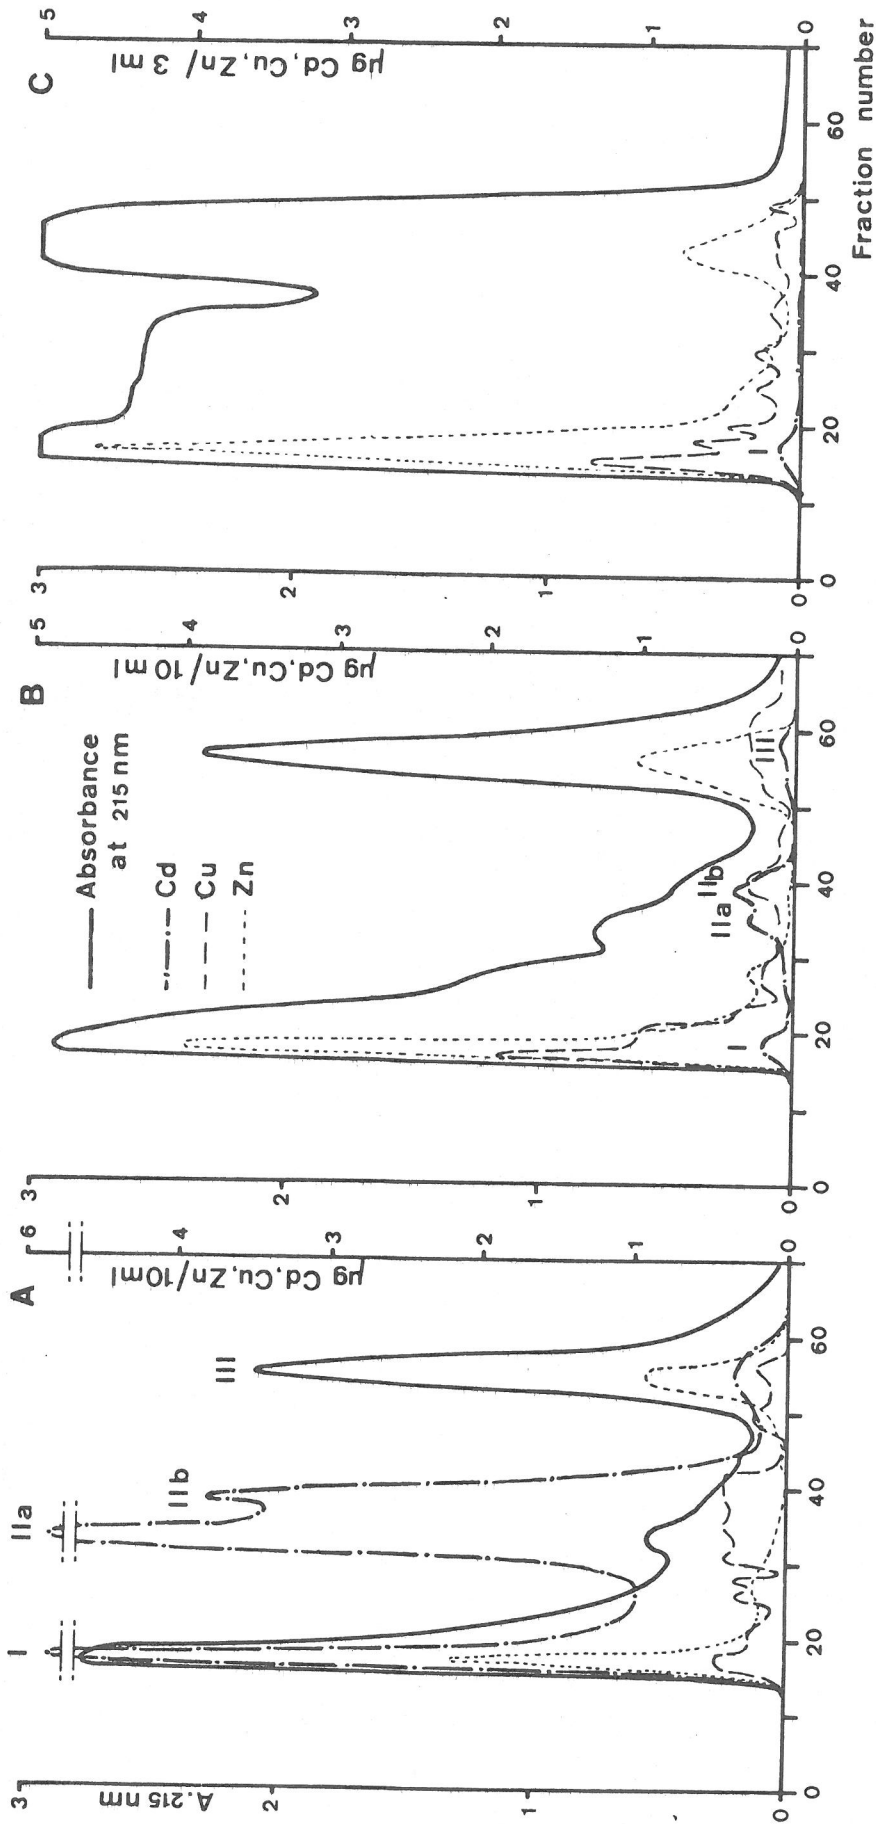 A
I
IIa
IIb
III
3
2
1
0
A. 215 nm
6
4
3
2
1
0
µg Cd, Cu, Zn/10ml
0
20
40
60
B
Absorbance
at 215 nm
Cd
Cu
Zn
I
IIa
IIb
III
3
2
1
0
5
4
3
2
1
0
µg Cd, Cu, Zn/10 ml
0
20
40
60
C
I
3
2
1
0
5
4
3
2
1
0
µg Cd, Cu, Zn/ 3 ml
0
20
40
60
Fraction number